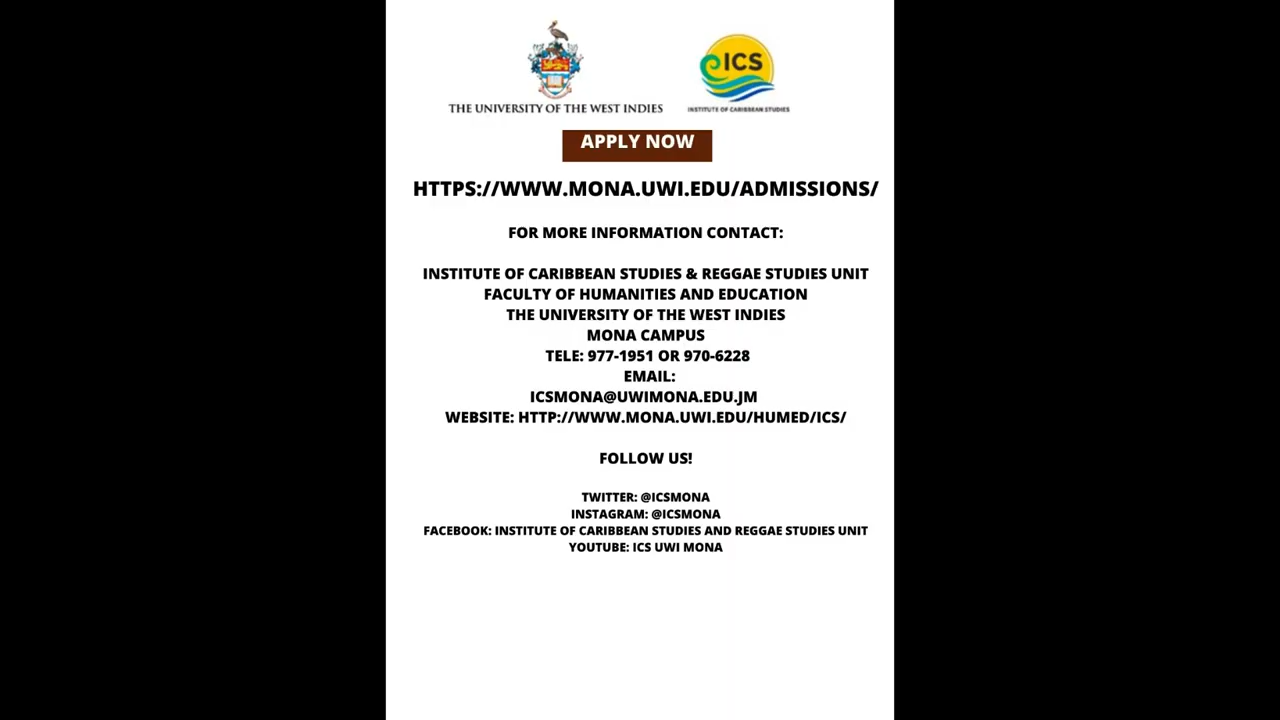 THE UNIVERSITY OF THE WEST INDIES
ICS
INSTITUTE OF CARIBBEAN STUDIES
APPLY NOW
HTTPS://WWW.MONA.UWI.EDU/ADMISSIONS/
FOR MORE INFORMATION CONTACT:
INSTITUTE OF CARIBBEAN STUDIES & REGGAE STUDIES UNIT
FACULTY OF HUMANITIES AND EDUCATION
THE UNIVERSITY OF THE WEST INDIES
MONA CAMPUS
TELE: 977-1951 OR 970-6228
EMAIL:
ICSMONA@UWIMONA.EDU.JM
WEBSITE: HTTP://WWW.MONA.UWI.EDU/HUMED/ICS/
FOLLOW US!
TWITTER: @ICSMONA
INSTAGRAM: @ICSMONA
FACEBOOK: INSTITUTE OF CARIBBEAN STUDIES AND REGGAE STUDIES UNIT
YOUTUBE: ICS UWI MONA